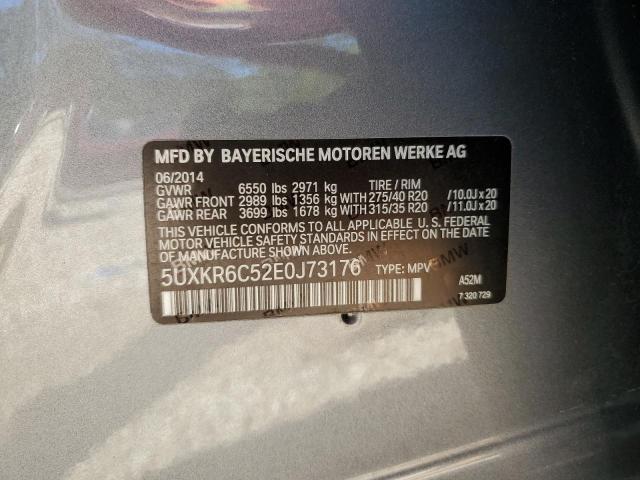 MFD BY BAYERISCHE MOTOREN WERKE AG
06/2014
GVWR 6550 lbs 2971 kg TIRE / RIM
GAWR FRONT 2989 lbs 1356 kg WITH 275/40 R20 /10.0J x 20
GAWR REAR 3699 lbs 1678 kg WITH 315/35 R20 /11.0J x 20
THIS VEHICLE CONFORMS TO ALL APPLICABLE U.S FEDERAL
MOTOR VEHICLE SAFETY STANDARDS IN EFFECT ON THE DATE
OF MANUFACTURE SHOWN ABOVE.
5UXKR6C52E0J73176 TYPE: MPV
A52M
7 320 729